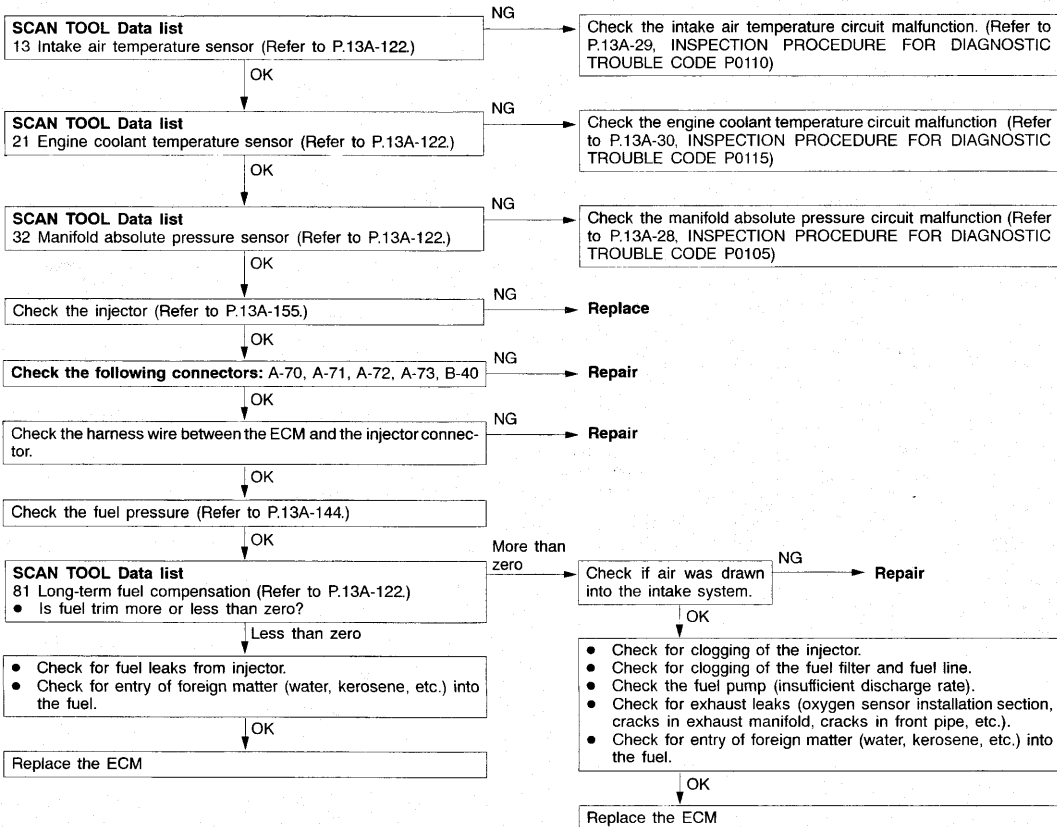 SCAN TOOL Data list
13 Intake air temperature sensor (Refer to P.13A-122.)
NG
Check the intake air temperature circuit malfunction. (Refer to
P.13A-29, INSPECTION PROCEDURE FOR DIAGNOSTIC
TROUBLE CODE P0110)
OK
SCAN TOOL Data list
21 Engine coolant temperature sensor (Refer to P.13A-122.)
NG
Check the engine coolant temperature circuit malfunction (Refer
to P.13A-30, INSPECTION PROCEDURE FOR DIAGNOSTIC
TROUBLE CODE P0115)
OK
SCAN TOOL Data list
32 Manifold absolute pressure sensor (Refer to P.13A-122.)
NG
Check the manifold absolute pressure circuit malfunction (Refer
to P.13A-28, INSPECTION PROCEDURE FOR DIAGNOSTIC
TROUBLE CODE P0105)
OK
Check the injector (Refer to P.13A-155.)
NG
Replace
OK
Check the following connectors: A-70, A-71, A-72, A-73, B-40
NG
Repair
OK
Check the harness wire between the ECM and the injector connec-
tor.
NG
Repair
OK
Check the fuel pressure (Refer to P.13A-144.)
OK
SCAN TOOL Data list
81 Long-term fuel compensation (Refer to P.13A-122.)
● Is fuel trim more or less than zero?
More than
zero
Check if air was drawn
into the intake system.
NG
Repair
Less than zero
● Check for fuel leaks from injector.
● Check for entry of foreign matter (water, kerosene, etc.) into
the fuel.
OK
Replace the ECM
OK
● Check for clogging of the injector.
● Check for clogging of the fuel filter and fuel line.
● Check the fuel pump (insufficient discharge rate).
● Check for exhaust leaks (oxygen sensor installation section,
cracks in exhaust manifold, cracks in front pipe, etc.).
● Check for entry of foreign matter (water, kerosene, etc.) into
the fuel.
OK
Replace the ECM